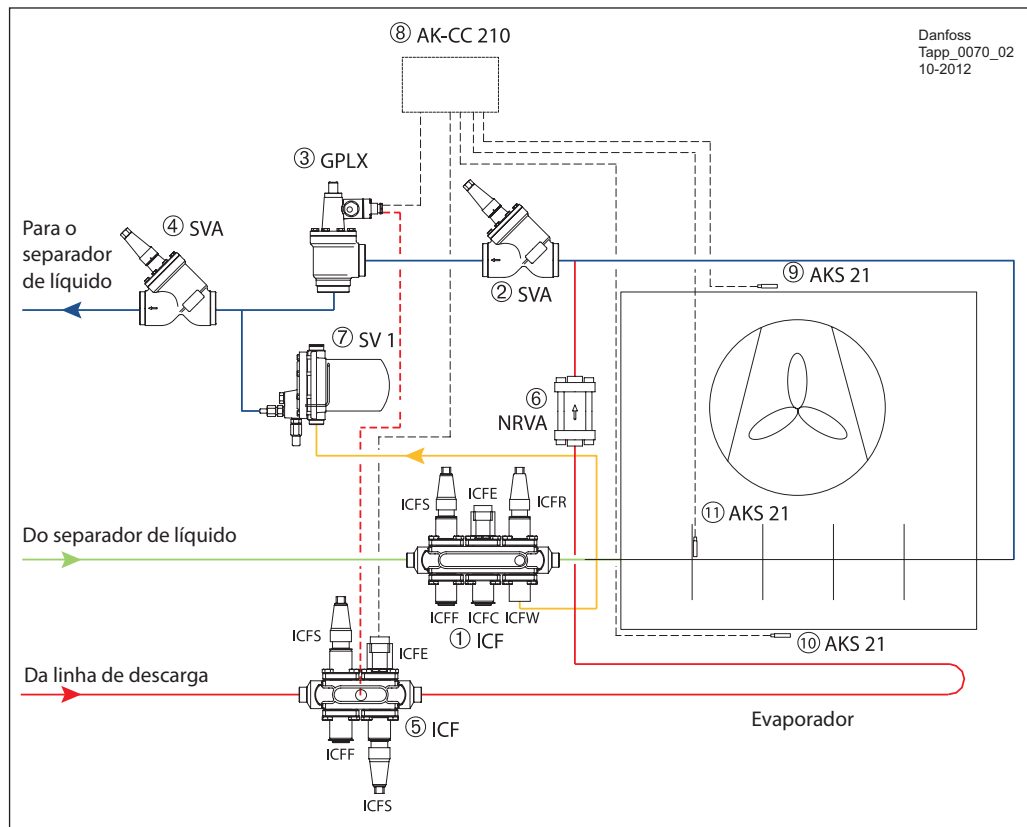 ⑧ AK-CC 210
Danfoss
Tapp_0070_02
10-2012
③ GPLX
④ SVA
Para o
separador
de líquido
② SVA
⑨ AKS 21
⑦ SV 1
⑥
NRVA
ICFS
ICFE
ICFR
⑪ AKS 21
Do separador de líquido
ICFF
ICFC
ICFW
① ICF
ICFS
ICFE
⑩ AKS 21
Da linha de descarga
⑤ ICF
Evaporador
ICFF
ICFS